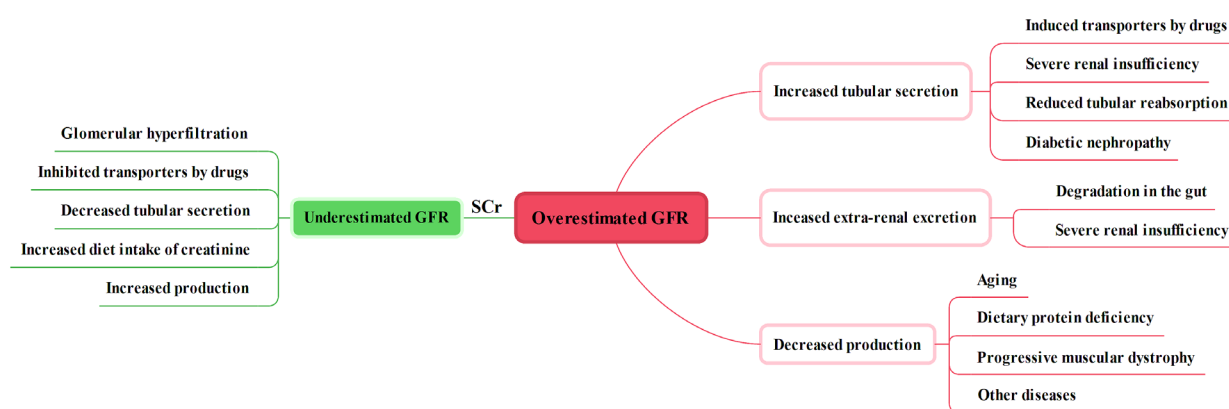 Glomerular hyperfiltration
Inhibited transporters by drugs
Decreased tubular secretion
Increased diet intake of creatinine
Increased production
Underestimated GFR
SCr
Overestimated GFR
Increased tubular secretion
Induced transporters by drugs
Severe renal insufficiency
Reduced tubular reabsorption
Diabetic nephropathy
Inceased extra-renal excretion
Degradation in the gut
Severe renal insufficiency
Decreased production
Aging
Dietary protein deficiency
Progressive muscular dystrophy
Other diseases